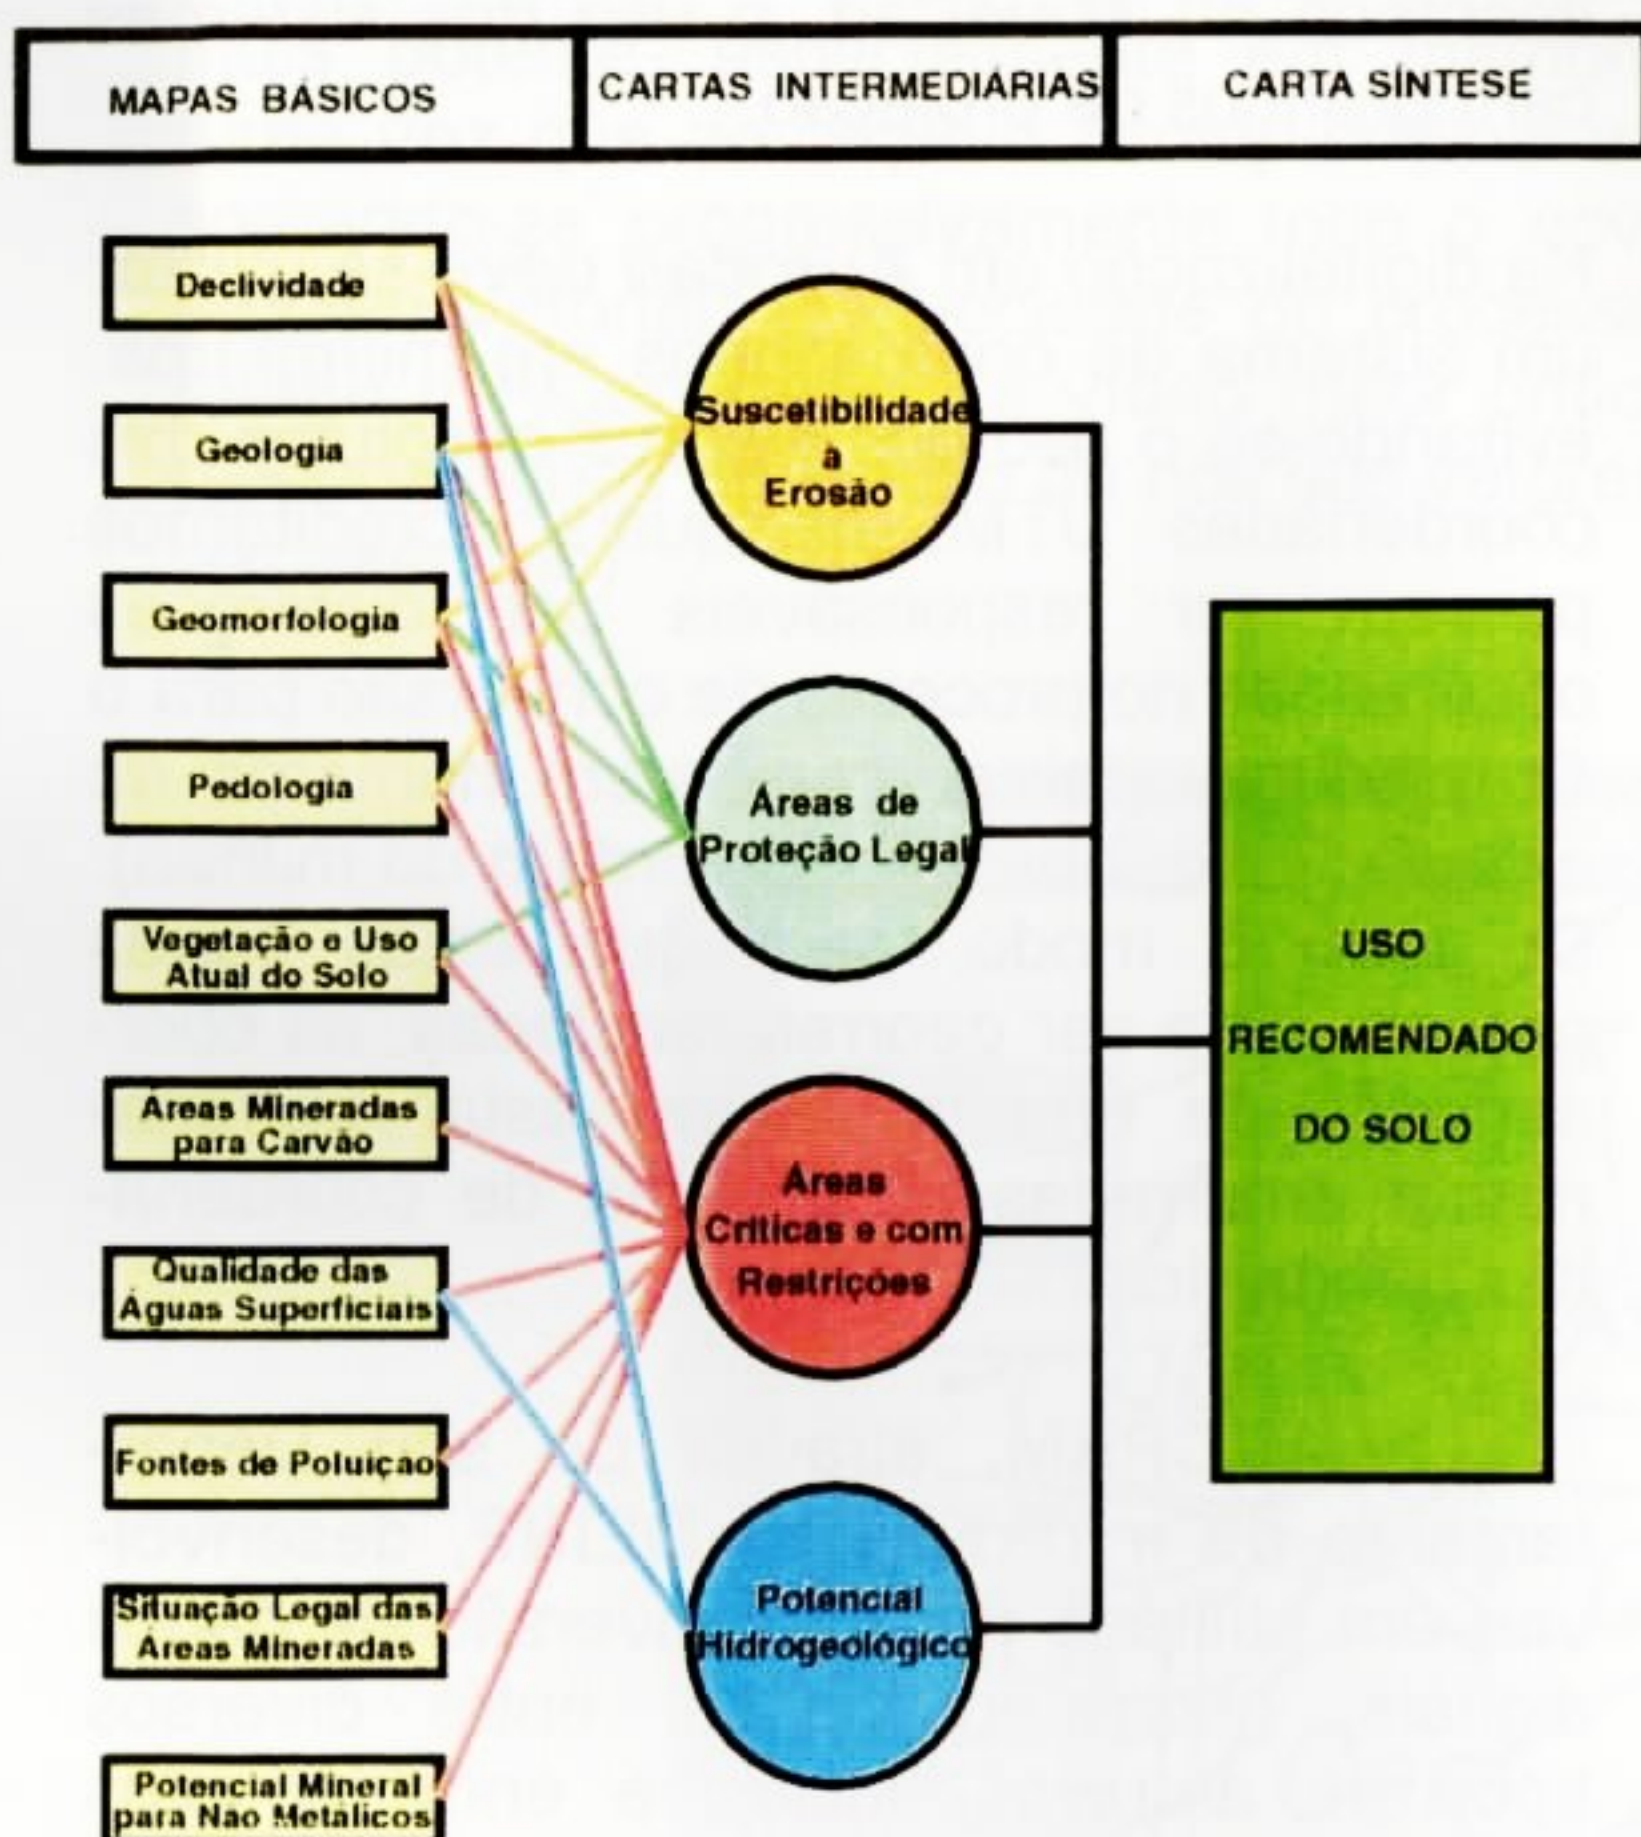 MAPAS BÁSICOS
CARTAS INTERMEDIÁRIAS
CARTA SÍNTESE
Declividade
Geologia
Geomorfologia
Pedologia
Vegetação e Uso
Atual do Solo
Áreas Mineradas
para Carvão
Qualidade das
Águas Superficiais
Fontes de Poluiçao
Situação Legal das
Áreas Mineradas
Potencial Mineral
para Nao Metálicos
Suscetibilidade
à
Erosão
Áreas de
Proteção Legal
Áreas
Críticas e com
Restrições
Potencial
Hidrogeológico
USO
RECOMENDADO
DO SOLO